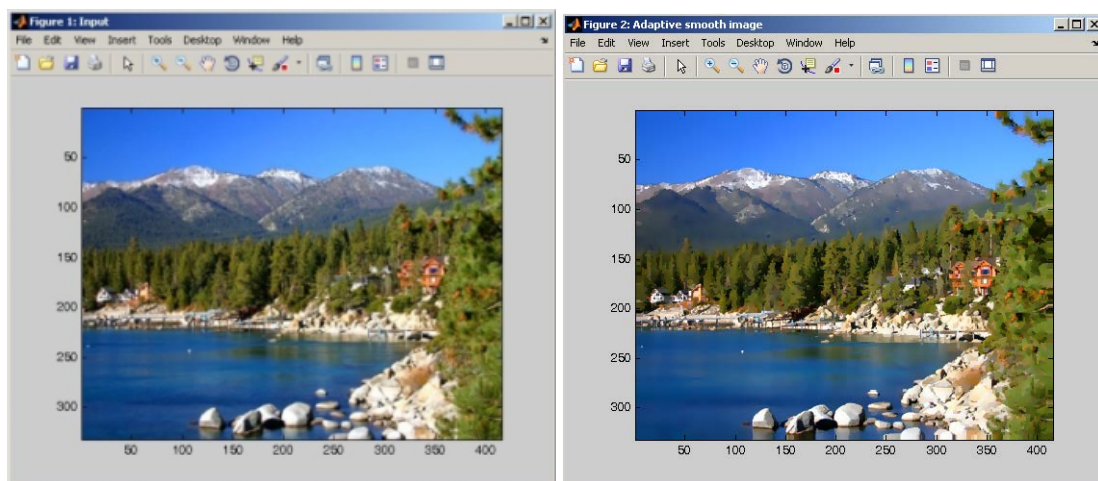 Figure 1: Input
File Edit View Insert Tools Desktop Window Help
50
100
150
200
250
300
50 100 150 200 250 300 350 400
Figure 2: Adaptive smooth image
File Edit View Insert Tools Desktop Window Help
50
100
150
200
250
300
50 100 150 200 250 300 350 400